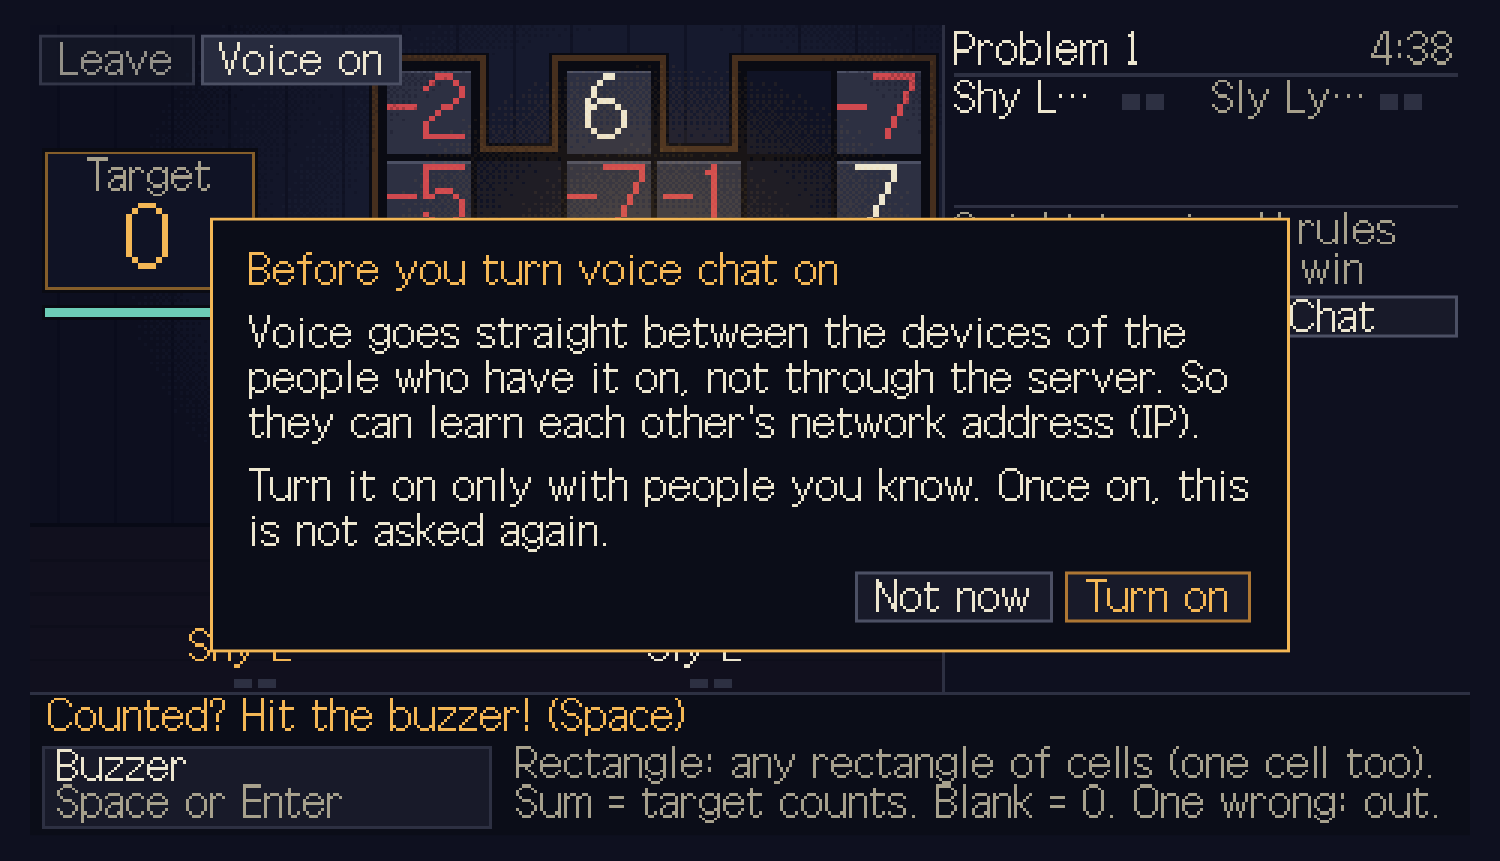 Leave Voice on
Problem 1 4:38
-2 6 -7
Shy L... Sly Ly...
Target
-5 -7 -1 7
0
rules
win
Chat
Before you turn voice chat on
Voice goes straight between the devices of the
people who have it on, not through the server. So
they can learn each other's network address (IP).
Turn it on only with people you know. Once on, this
is not asked again.
Not now Turn on
Counted? Hit the buzzer! (Space)
Buzzer
Space or Enter
Rectangle: any rectangle of cells (one cell too).
Sum = target counts. Blank = 0. One wrong: out.